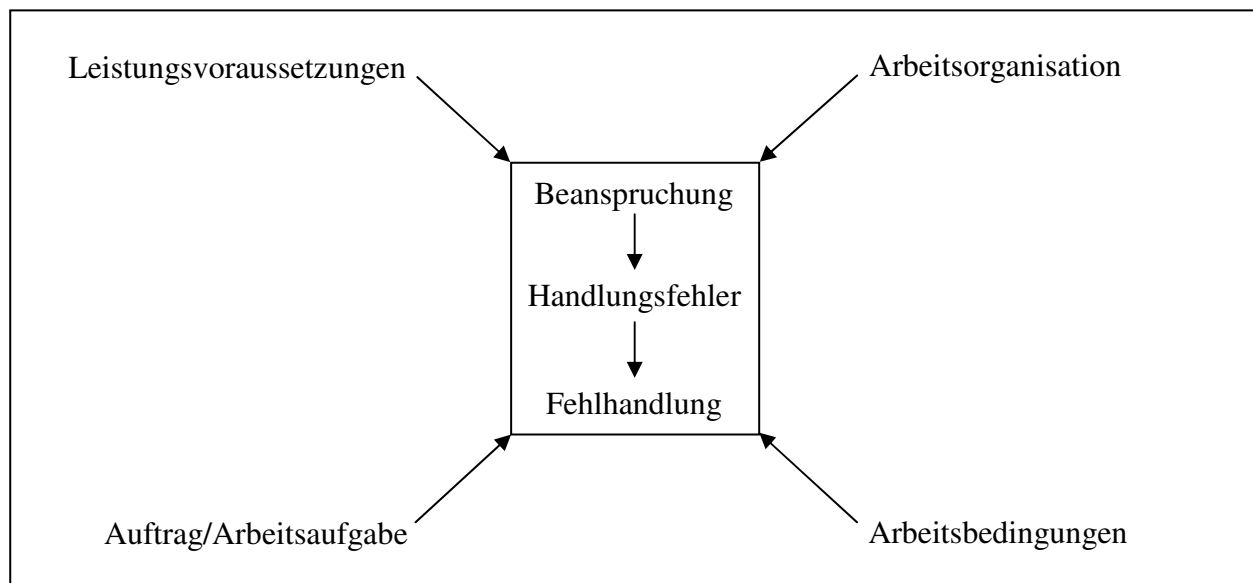 Leistungsvoraussetzungen
Arbeitsorganisation
Beanspruchung
Handlungsfehler
Fehlhandlung
Auftrag/Arbeitsaufgabe
Arbeitsbedingungen